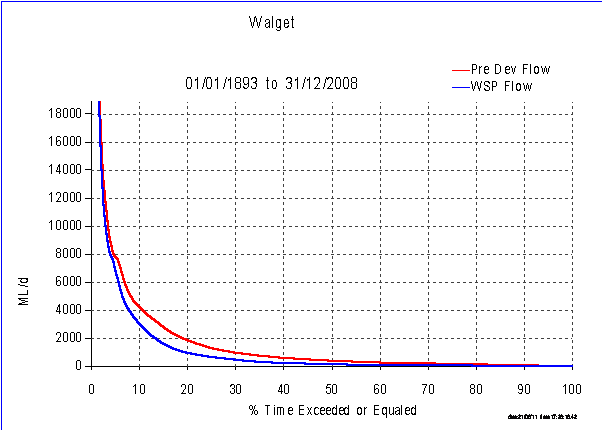 Walget
Pre Dev Flow
WSP Flow
01/01/1893 to 31/12/2008
18000
16000
14000
12000
10000
8000
6000
4000
2000
0
ML/d
0 10 20 30 40 50 60 70 80 90 100
% Time Exceeded or Equaled